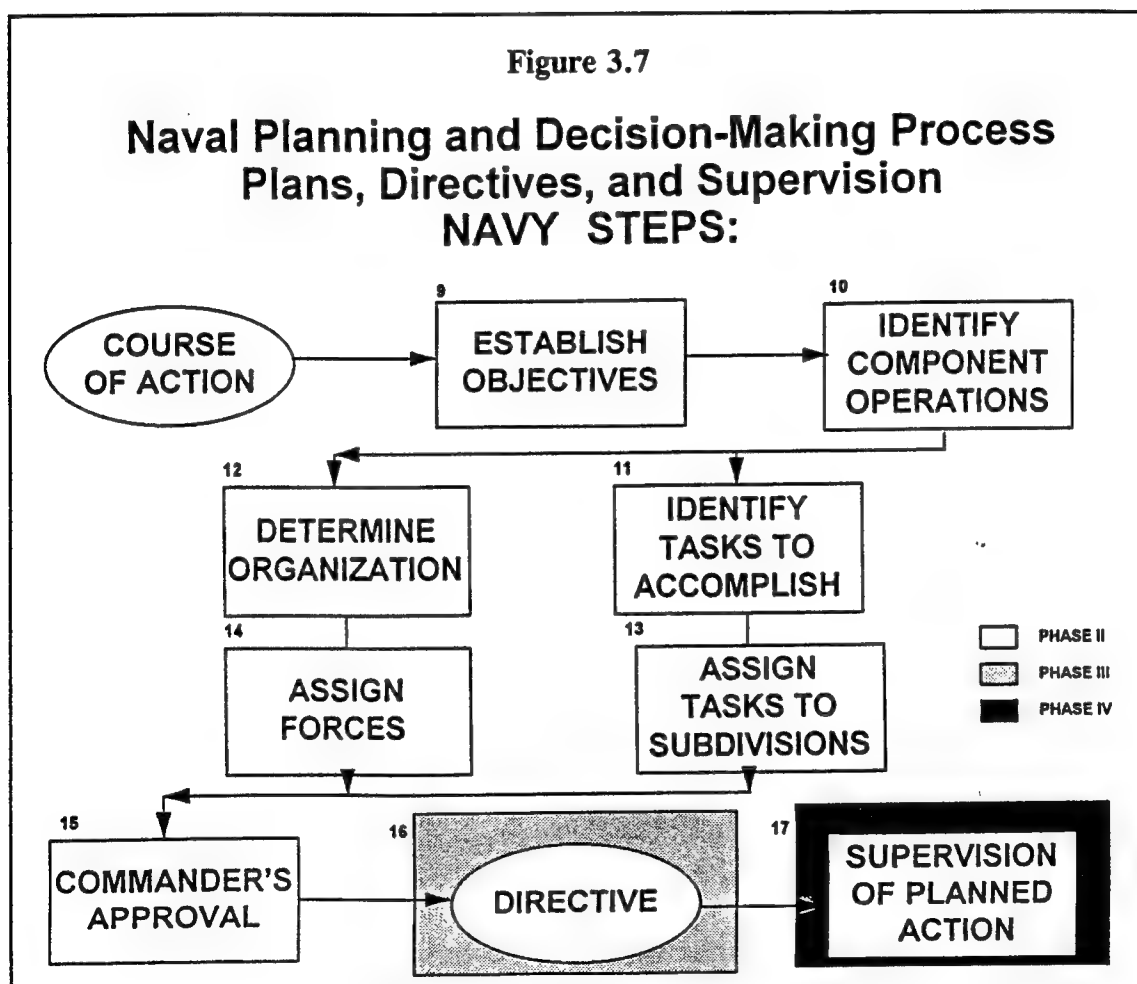 Figure 3.7
Naval Planning and Decision-Making Process
Plans, Directives, and Supervision
NAVY STEPS:
COURSE
OF ACTION
9
ESTABLISH
OBJECTIVES
10
IDENTIFY
COMPONENT
OPERATIONS
12
DETERMINE
ORGANIZATION
11
IDENTIFY
TASKS TO
ACCOMPLISH
14
ASSIGN
FORCES
13
ASSIGN
TASKS TO
SUBDIVISIONS
PHASE II
PHASE III
PHASE IV
15
COMMANDER'S
APPROVAL
16
DIRECTIVE
17
SUPERVISION
OF PLANNED
ACTION